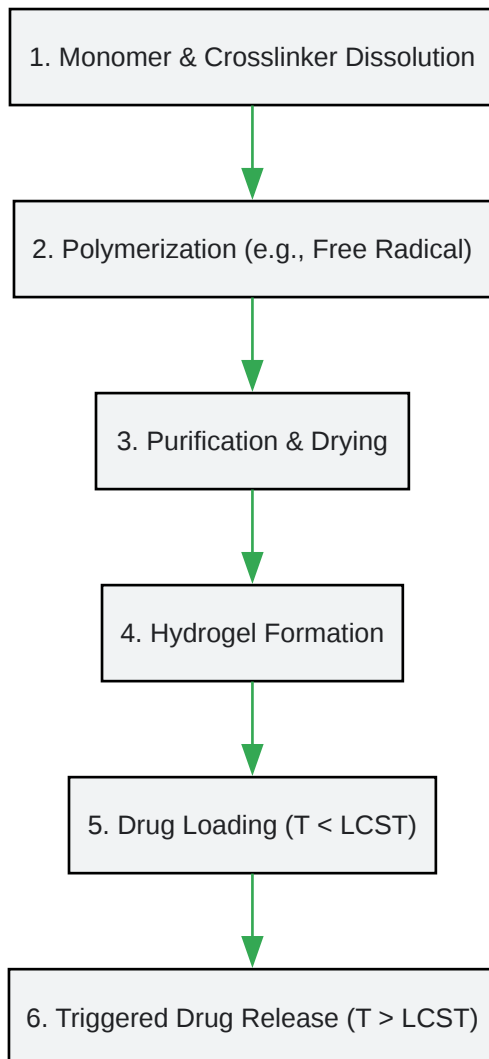 1. Monomer & Crosslinker Dissolution
2. Polymerization (e.g., Free Radical)
3. Purification & Drying
4. Hydrogel Formation
5. Drug Loading (T < LCST)
6. Triggered Drug Release (T > LCST)